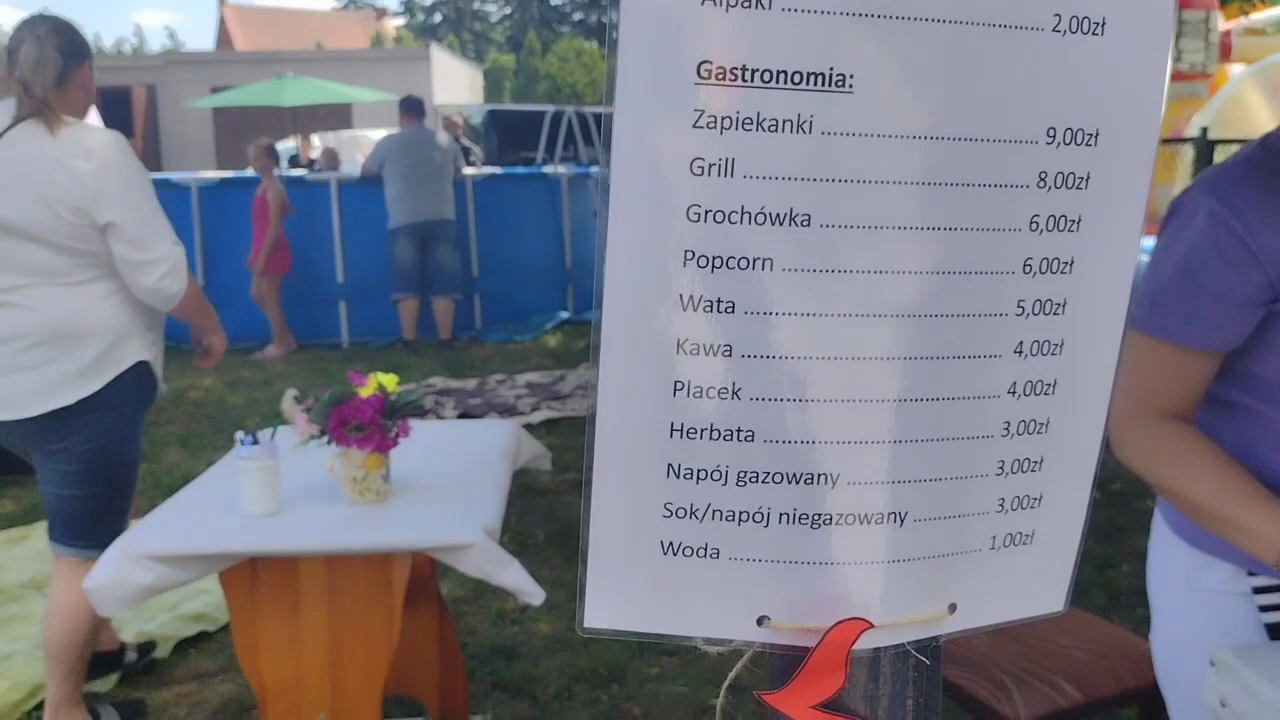 Alpaki ........................................ 2,00zł
Gastronomia:
Zapiekanki ........................................ 9,00zł
Grill ........................................ 8,00zł
Grochówka ........................................ 6,00zł
Popcorn ........................................ 6,00zł
Wata ........................................ 5,00zł
Kawa ........................................ 4,00zł
Placek ........................................ 4,00zł
Herbata ........................................ 3,00zł
Napój gazowany ........................ 3,00zł
Sok/napój niegazowany ............. 3,00zł
Woda ........................................ 1,00zł